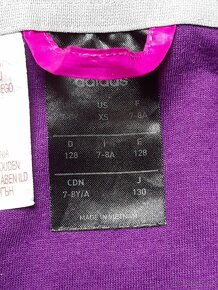 adidas
US F
XS 7-8A
D I E
128 7-8A 128
CDN J
7-8Y/A 130
MADE IN VIETNAM